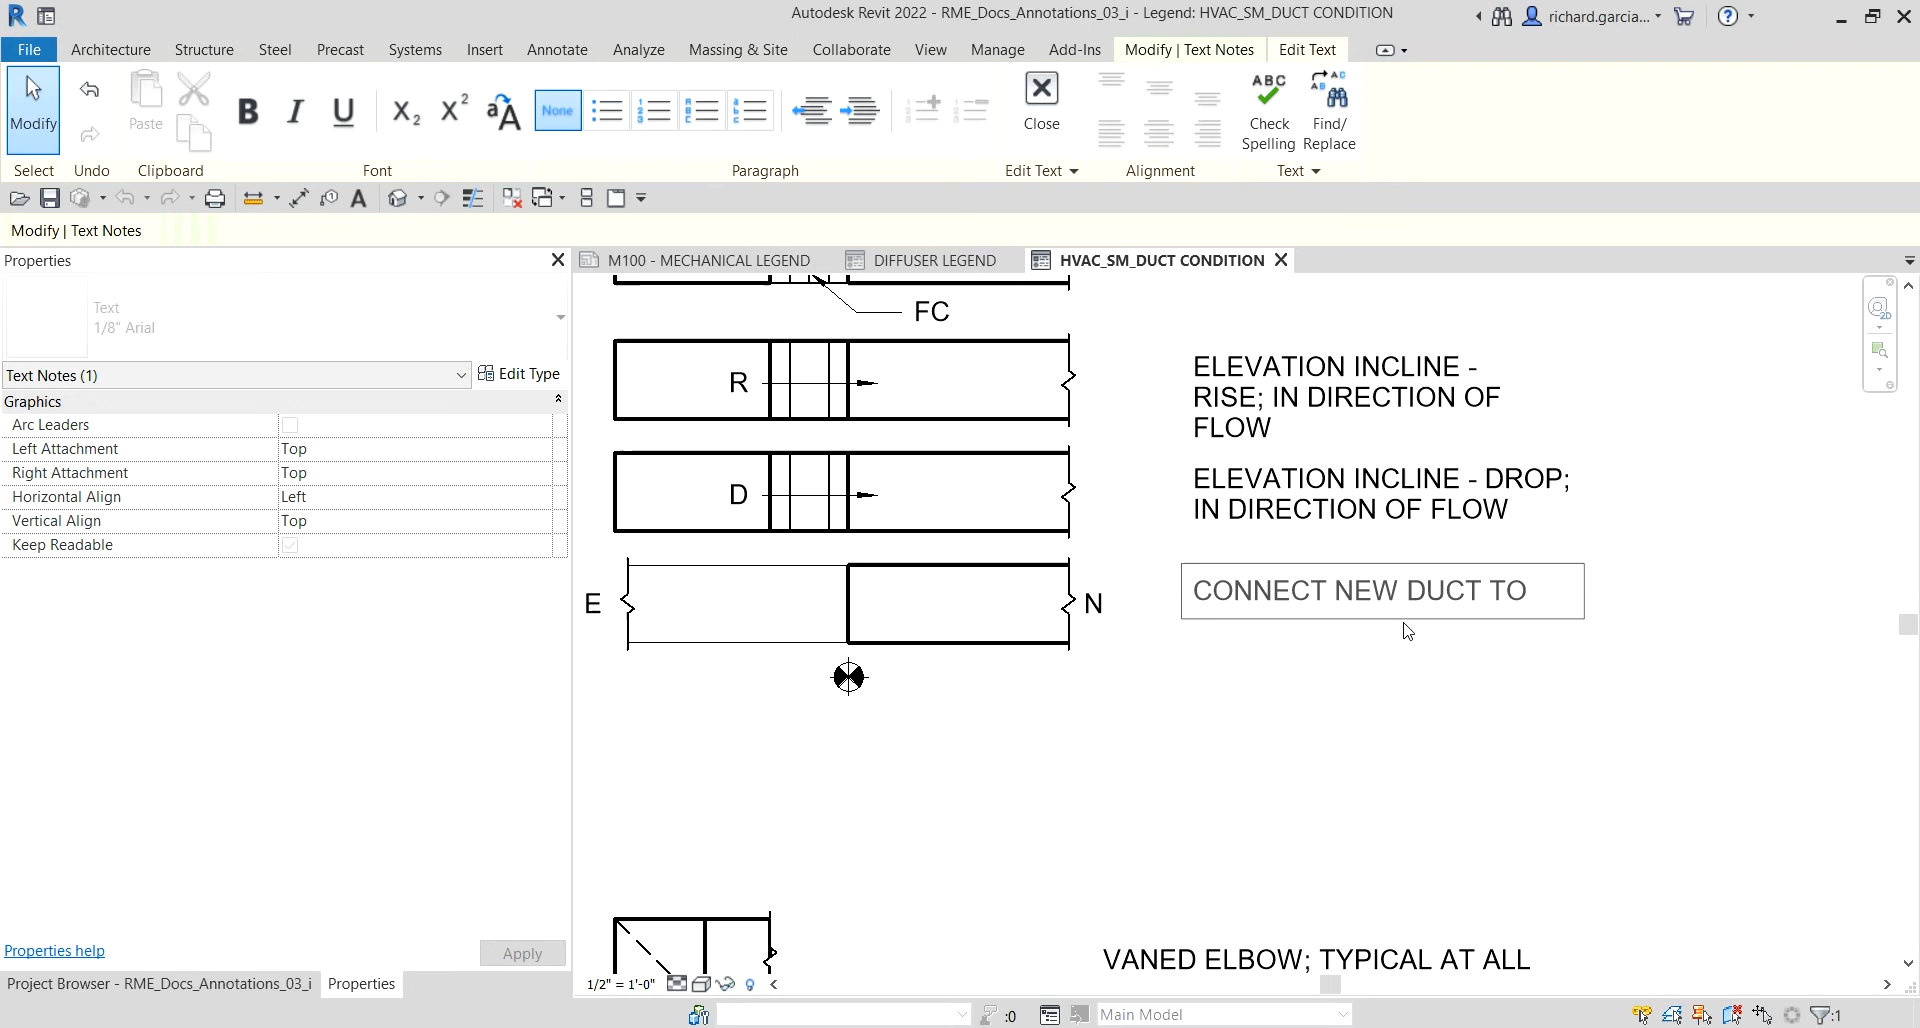 Autodesk Revit 2022 - RME_Docs_Annotations_03_i - Legend: HVAC_SM_DUCT CONDITION
richard.garcia...
File Architecture Structure Steel Precast Systems Insert Annotate Analyze Massing & Site Collaborate View Manage Add-Ins Modify | Text Notes Edit Text
Modify
Paste
B I U X2 X2 aA
None
Close
ABC
Check
Spelling
Find/
Replace
Select Undo Clipboard Font Paragraph Edit Text Alignment Text
Modify | Text Notes
Properties
M100 - MECHANICAL LEGEND
DIFFUSER LEGEND
HVAC_SM_DUCT CONDITION
Text
1/8" Arial
Text Notes (1)
Edit Type
Graphics
Arc Leaders
Left Attachment Top
Right Attachment Top
Horizontal Align Left
Vertical Align Top
Keep Readable
Properties help
Apply
Project Browser - RME_Docs_Annotations_03_i
Properties
FC
R
D
E
N
ELEVATION INCLINE -
RISE; IN DIRECTION OF
FLOW
ELEVATION INCLINE - DROP;
IN DIRECTION OF FLOW
CONNECT NEW DUCT TO
VANED ELBOW; TYPICAL AT ALL
2D
1/2" = 1'-0"
:0
Main Model
:1